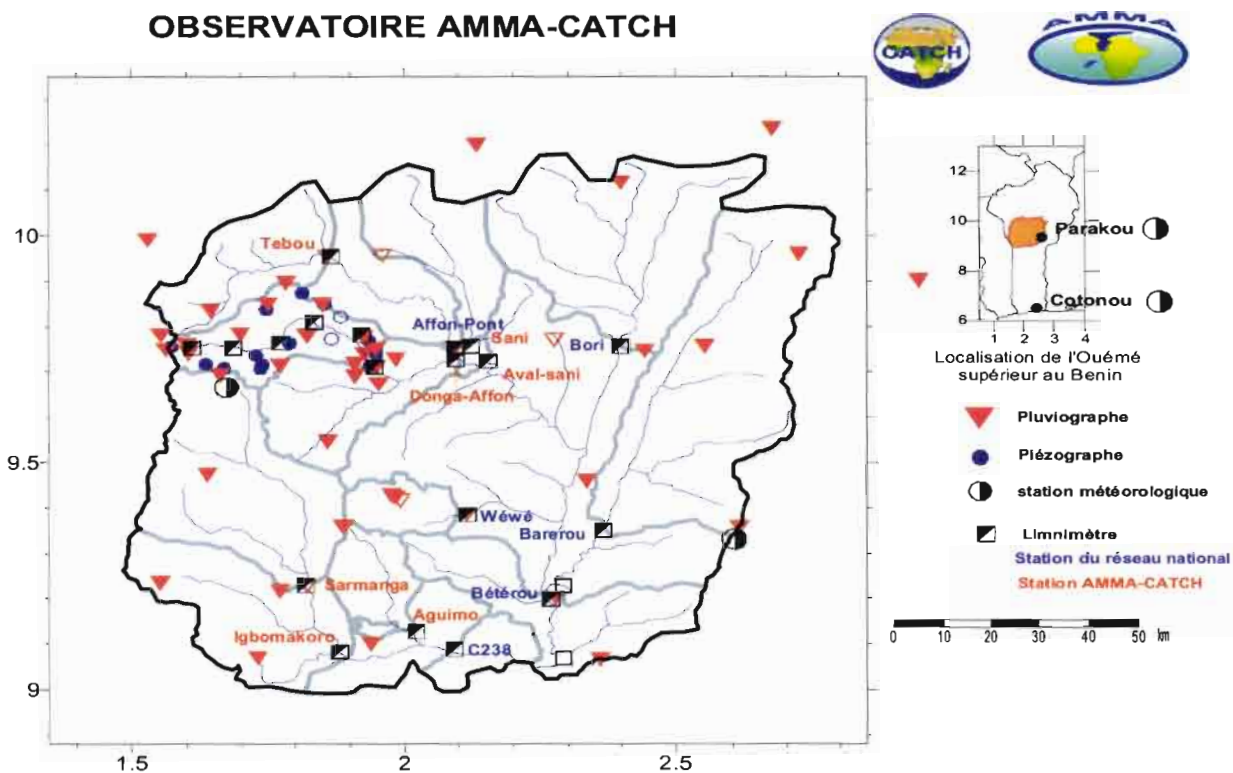 OBSERVATOIRE AMMA-CATCH
CATCH
AMMA
10
9.5
9
1.5
2
2.5
Tebou
Affon-Pont
Sani
Bori
Aval-sani
Donga-Affon
Wéwé
Barerou
Sarmanga
Bétérou
Aguimo
Igbomakoro
C238
12
10
8
6
1 2 3 4
Parakou
Cotonou
Localisation de l'Ouémé
supérieur au Benin
Pluviographe
Piézographe
station météorologique
Limnimètre
Station du réseau national
Station AMMA-CATCH
0 10 20 30 40 50 km